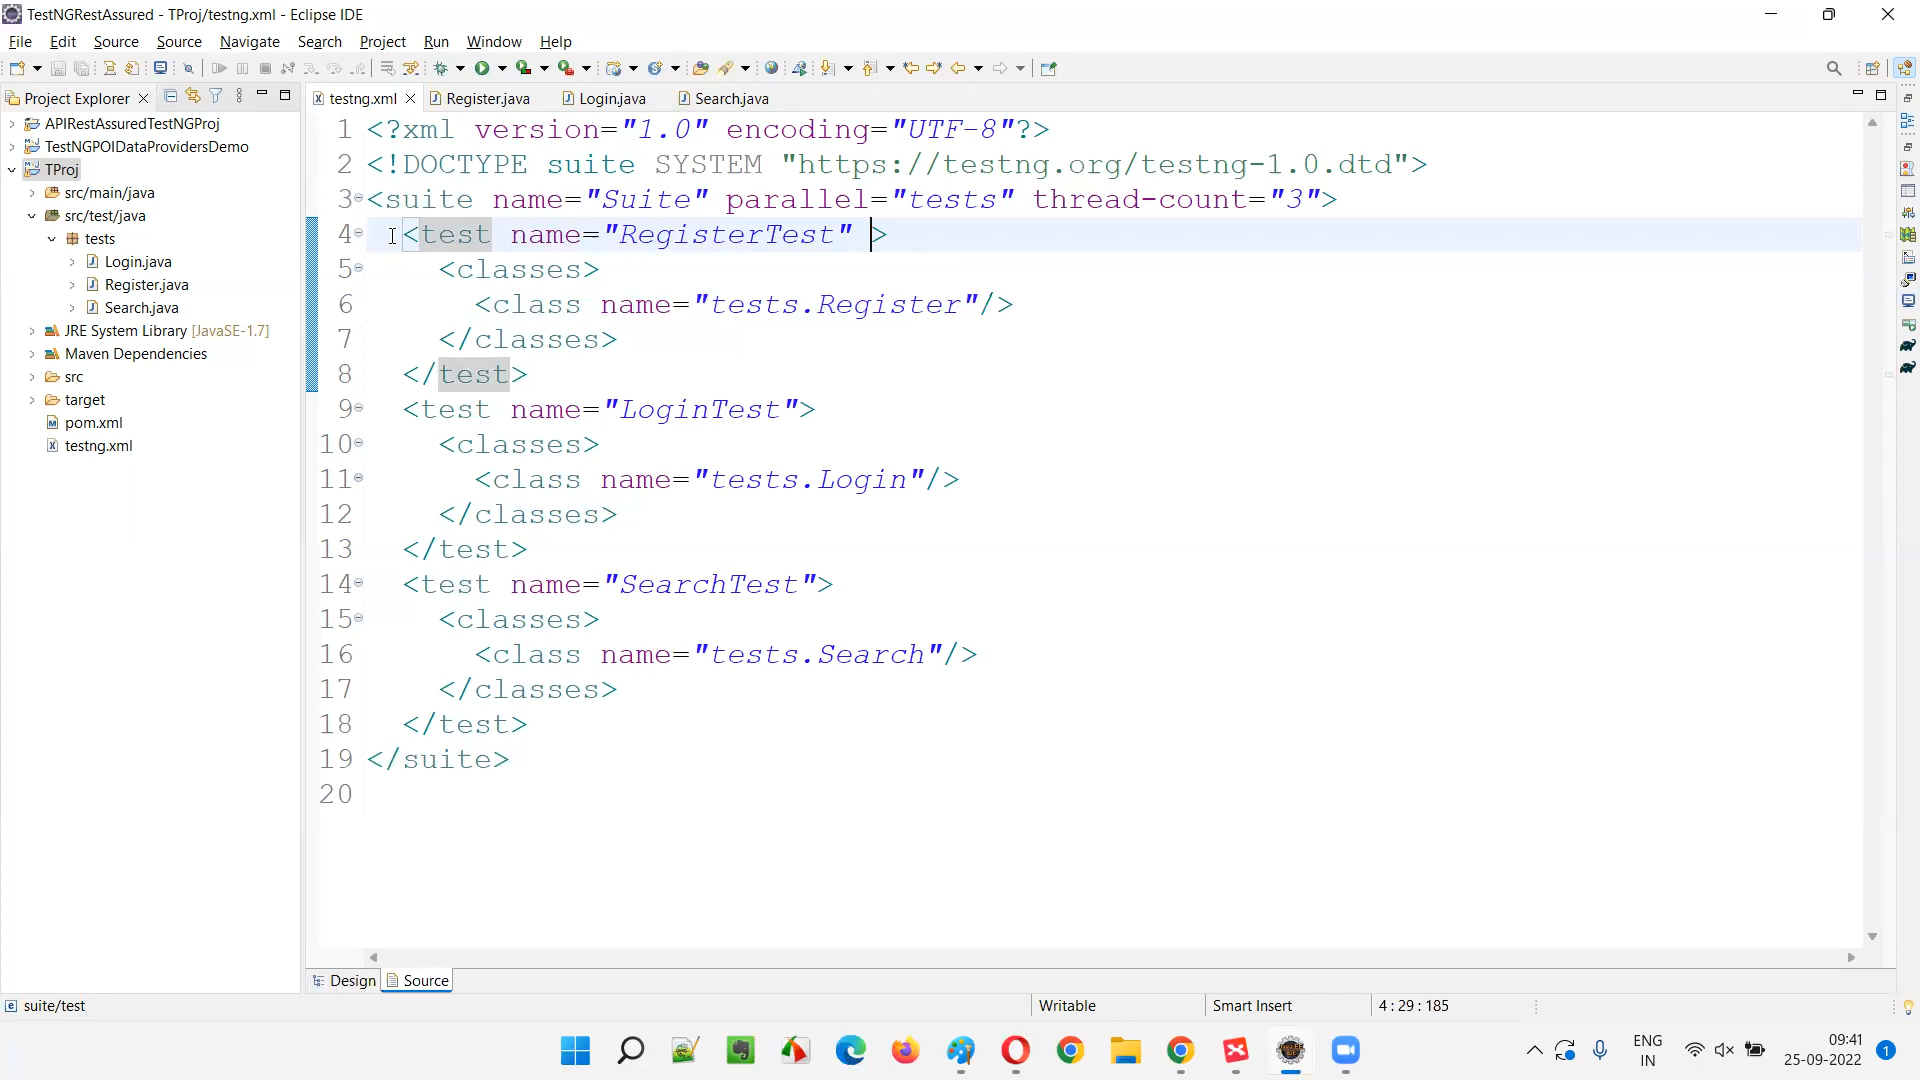 TestNGRestAssured - TProj/testng.xml - Eclipse IDE
File Edit Source Source Navigate Search Project Run Window Help
Project Explorer
testng.xml Register.java Login.java Search.java
APIRestAssuredTestNGProj
TestNGPOIDataProvidersDemo
TProj
src/main/java
src/test/java
tests
Login.java
Register.java
Search.java
JRE System Library [JavaSE-1.7]
Maven Dependencies
src
target
pom.xml
testng.xml
1 <?xml version="1.0" encoding="UTF-8"?>
2 <!DOCTYPE suite SYSTEM "https://testng.org/testng-1.0.dtd">
3 <suite name="Suite" parallel="tests" thread-count="3">
4 <test name="RegisterTest" >
5 <classes>
6 <class name="tests.Register"/>
7 </classes>
8 </test>
9 <test name="LoginTest">
10 <classes>
11 <class name="tests.Login"/>
12 </classes>
13 </test>
14 <test name="SearchTest">
15 <classes>
16 <class name="tests.Search"/>
17 </classes>
18 </test>
19 </suite>
20
Design Source
suite/test Writable Smart Insert 4 : 29 : 185
ENG
IN
09:41
25-09-2022
1